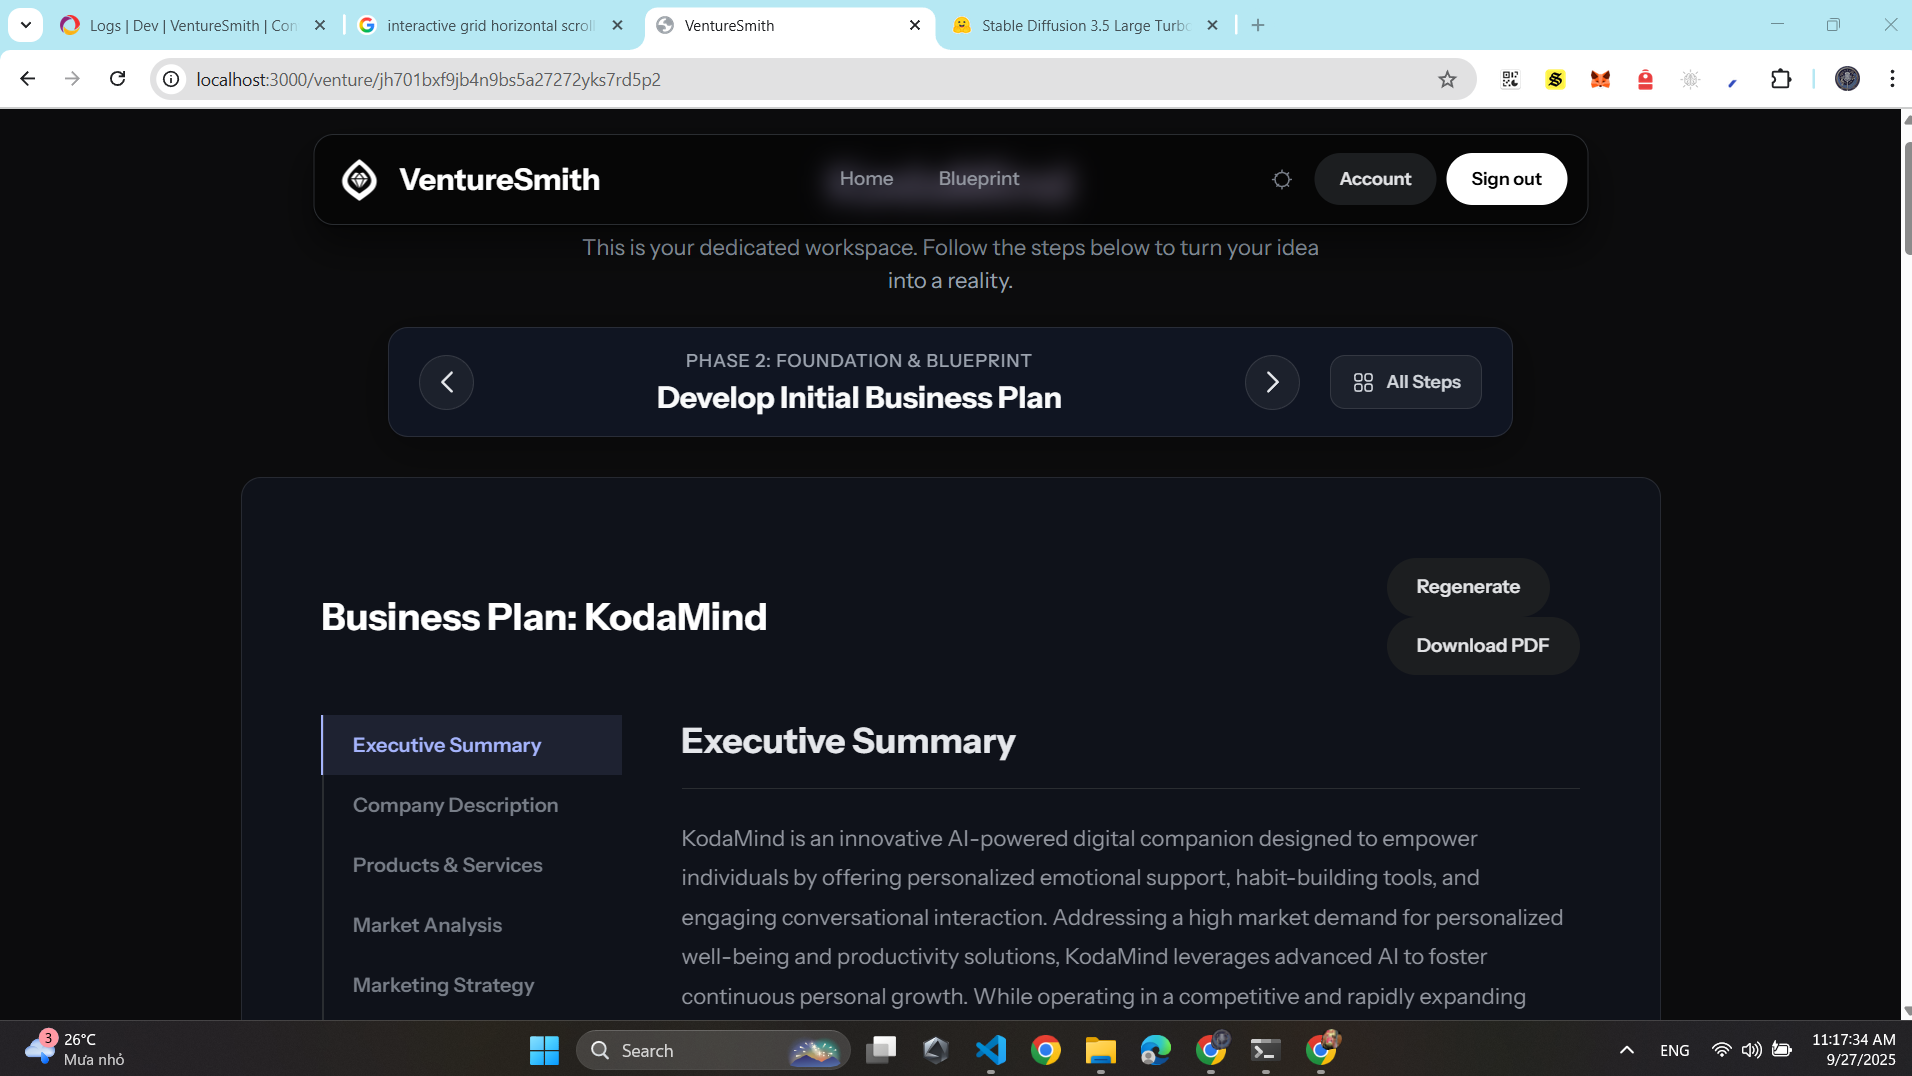 Logs | Dev | VentureSmith | Con
interactive grid horizontal scroll
VentureSmith
Stable Diffusion 3.5 Large Turbo
localhost:3000/venture/jh701bxf9jb4n9bs5a27272yks7rd5p2
VentureSmith
Home
Blueprint
Account
Sign out
This is your dedicated workspace. Follow the steps below to turn your idea
into a reality.
PHASE 2: FOUNDATION & BLUEPRINT
Develop Initial Business Plan
All Steps
Business Plan: KodaMind
Regenerate
Download PDF
Executive Summary
Company Description
Products & Services
Market Analysis
Marketing Strategy
Executive Summary
KodaMind is an innovative AI-powered digital companion designed to empower
individuals by offering personalized emotional support, habit-building tools, and
engaging conversational interaction. Addressing a high market demand for personalized
well-being and productivity solutions, KodaMind leverages advanced AI to foster
continuous personal growth. While operating in a competitive and rapidly expanding
3
26°C
Mưa nhỏ
Search
ENG
11:17:34 AM
9/27/2025